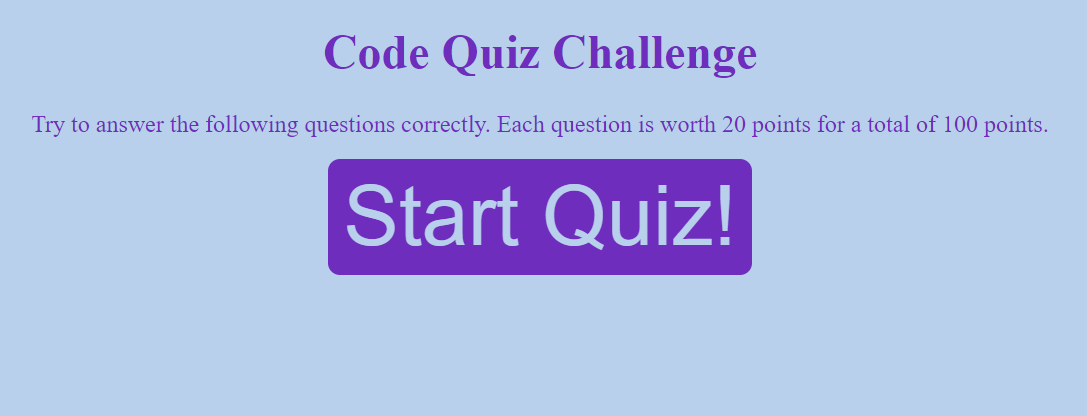 Code Quiz Challenge
Try to answer the following questions correctly. Each question is worth 20 points for a total of 100 points.
Start Quiz!